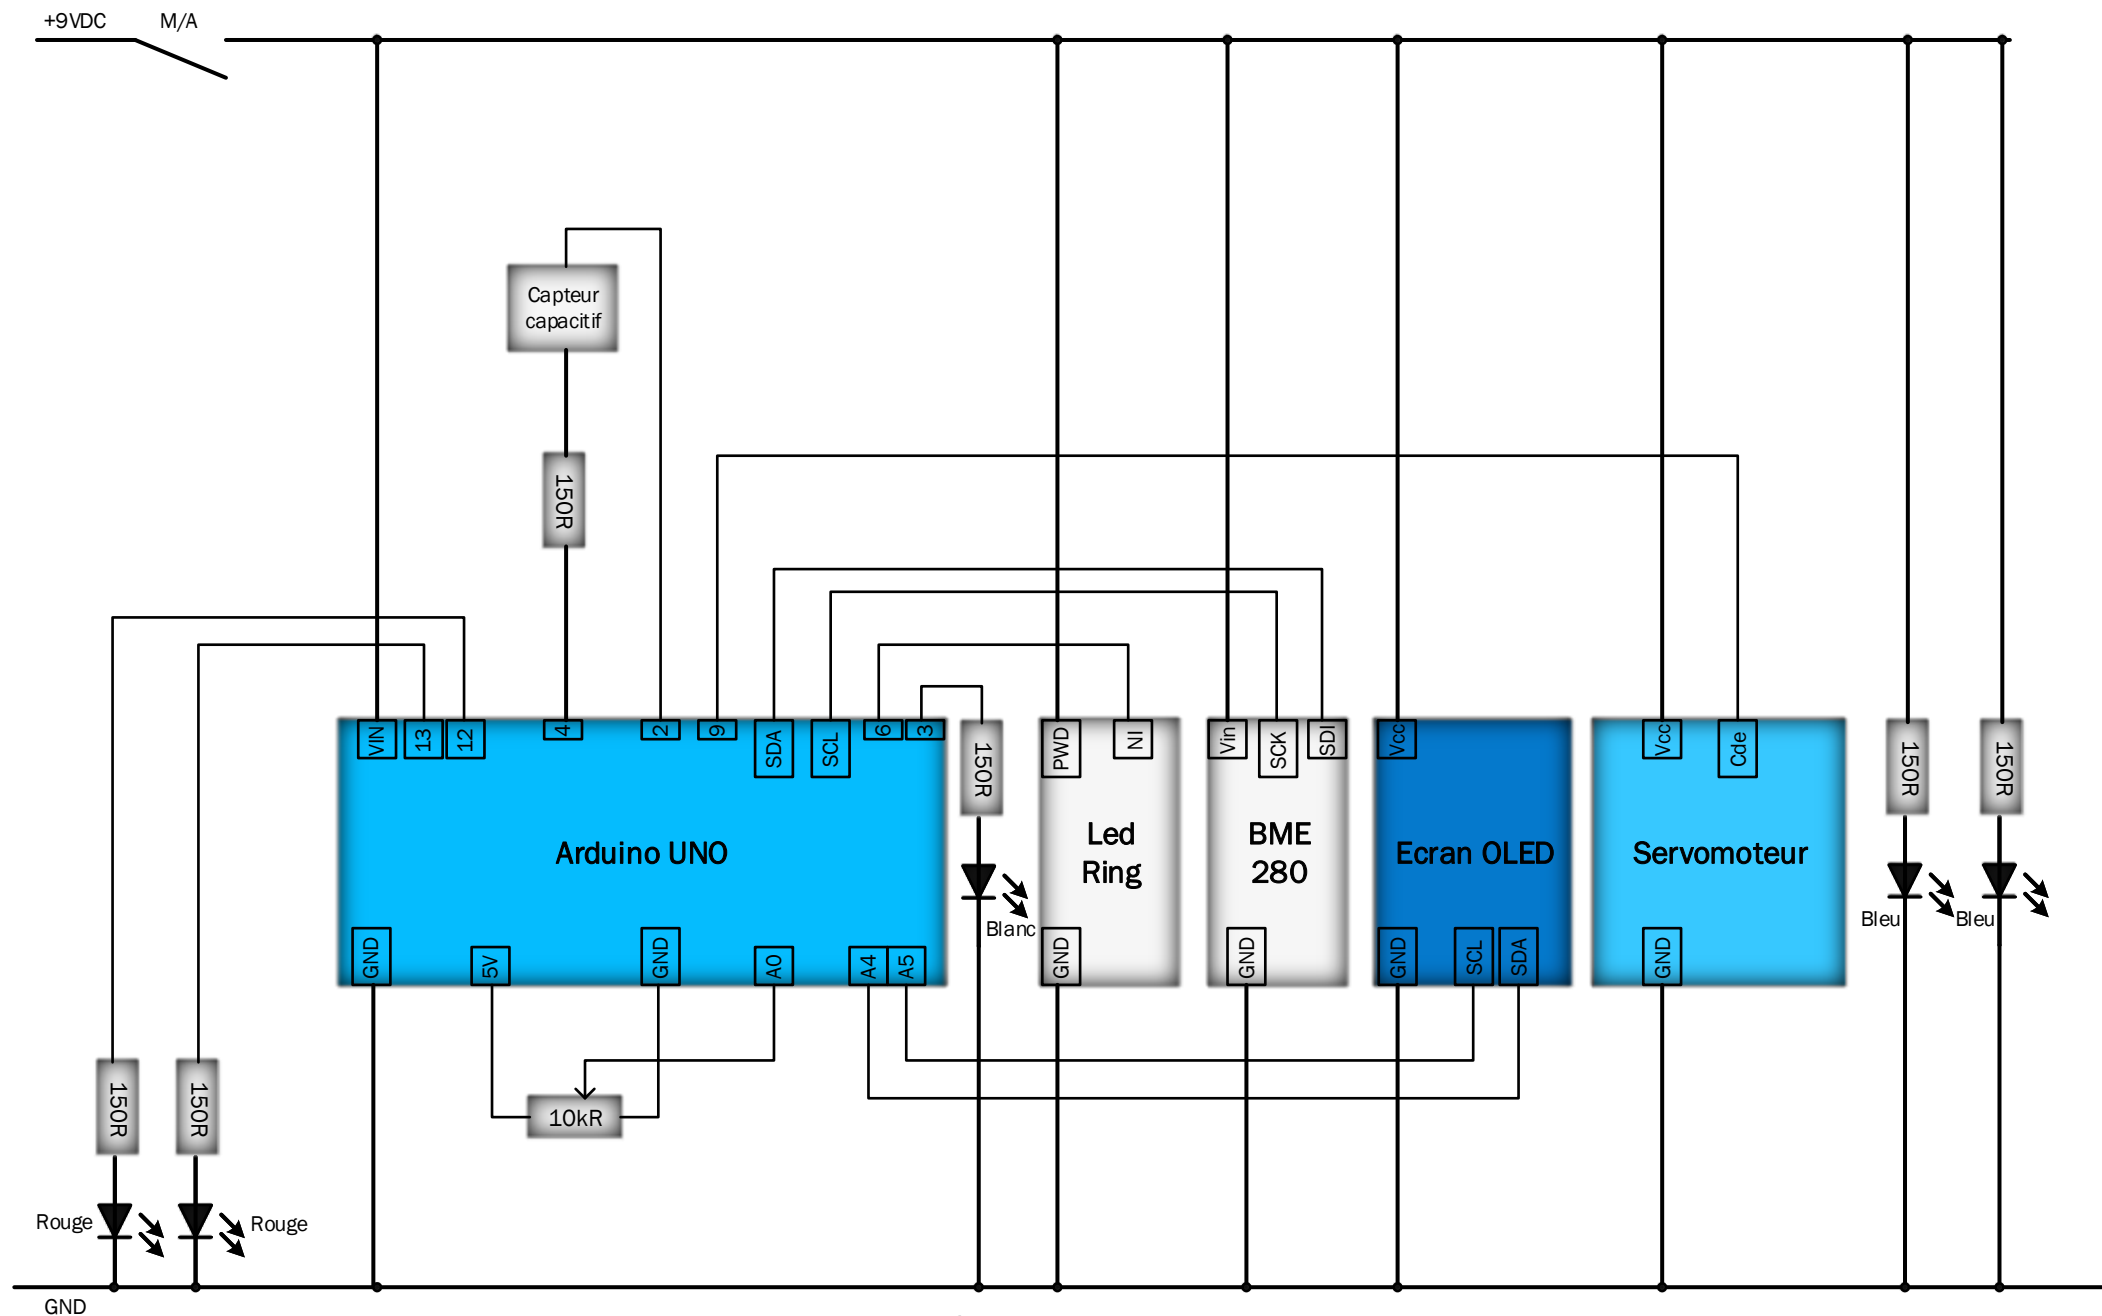 +9VDC
M/A
Capteur
capacitif
150R
VIN
13
12
4
2
9
SDA
SCL
6
3
150R
PWD
NI
Vin
SCK
SDI
Vcc
Vcc
Cde
150R
150R
Arduino UNO
Led
Ring
BME
280
Ecran OLED
Servomoteur
Blanc
Bleu
Bleu
GND
5V
GND
A0
A4
A5
GND
GND
GND
SCL
SDA
GND
150R
150R
10kR
Rouge
Rouge
GND